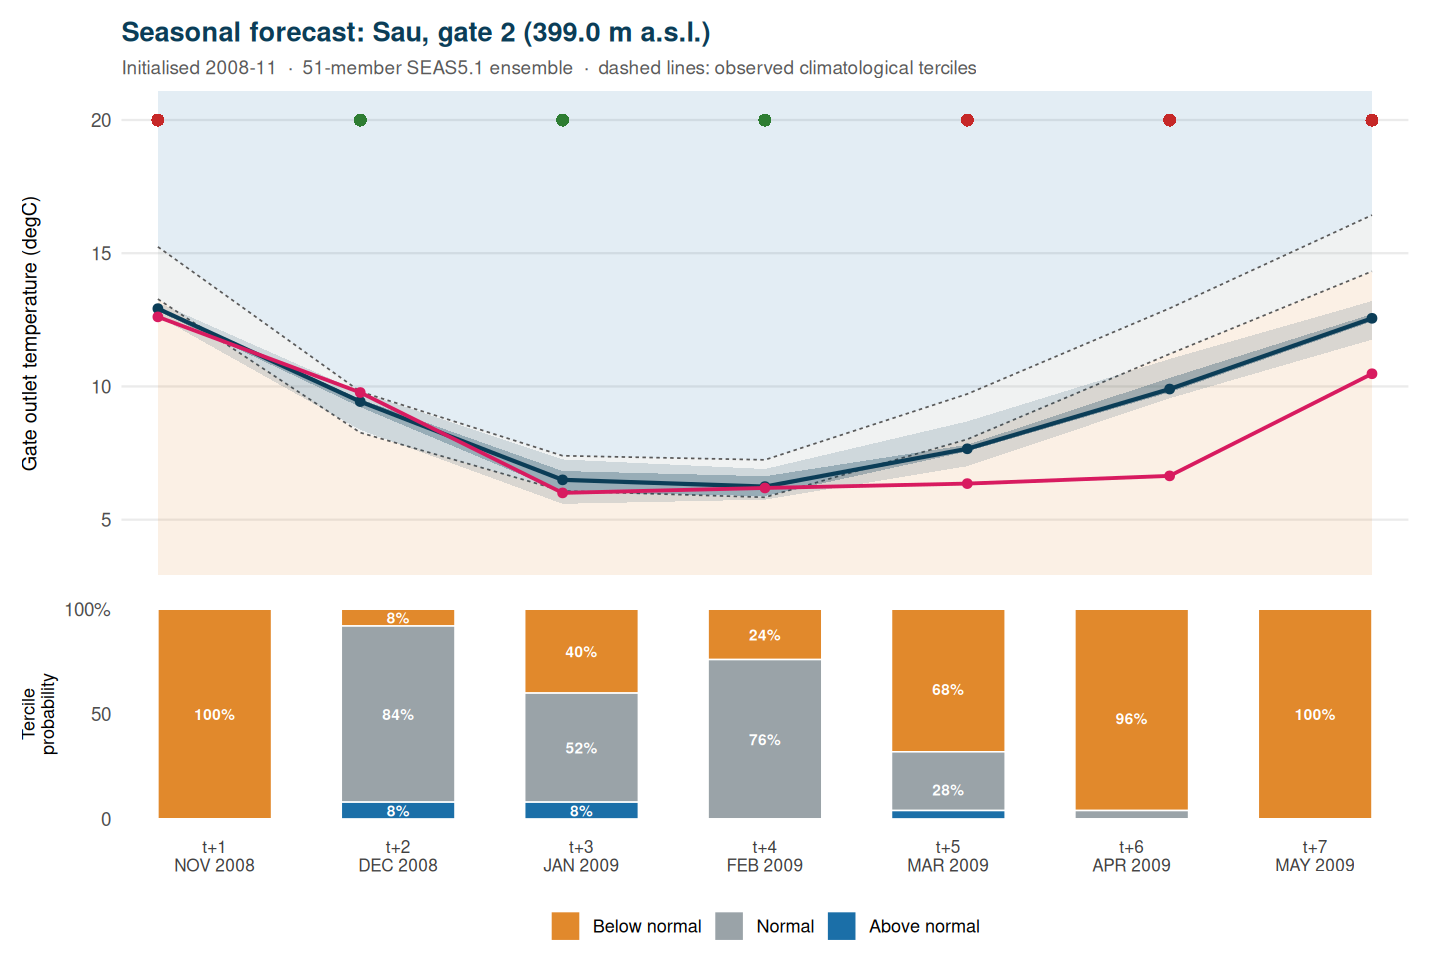 Seasonal forecast: Sau, gate 2 (399.0 m a.s.l.)
Initialised 2008-11 · 51-member SEAS5.1 ensemble · dashed lines: observed climatological terciles
Gate outlet temperature (degC)
20
15
10
5
Tercile
probability
100%
50
0
100%
8%
84%
8%
40%
52%
8%
24%
76%
68%
28%
96%
100%
t+1
NOV 2008
t+2
DEC 2008
t+3
JAN 2009
t+4
FEB 2009
t+5
MAR 2009
t+6
APR 2009
t+7
MAY 2009
Below normal
Normal
Above normal